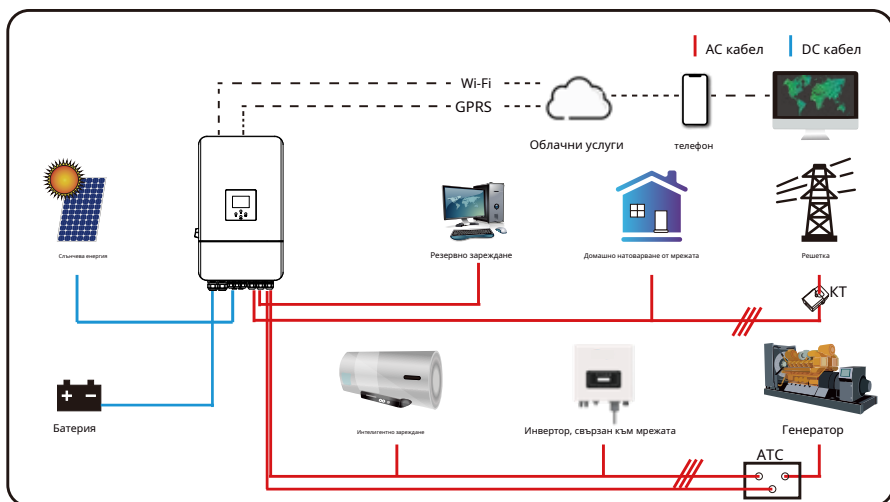 AC кабел
DC кабел
Wi-Fi
GPRS
Облачни услуги
телефон
Слънчева енергия
Резервно зареждане
Домашно натоварване от мрежата
Решетка
КТ
Батерия
Интелигентно зареждане
Инвертор, свързан към мрежата
Генератор
АТС